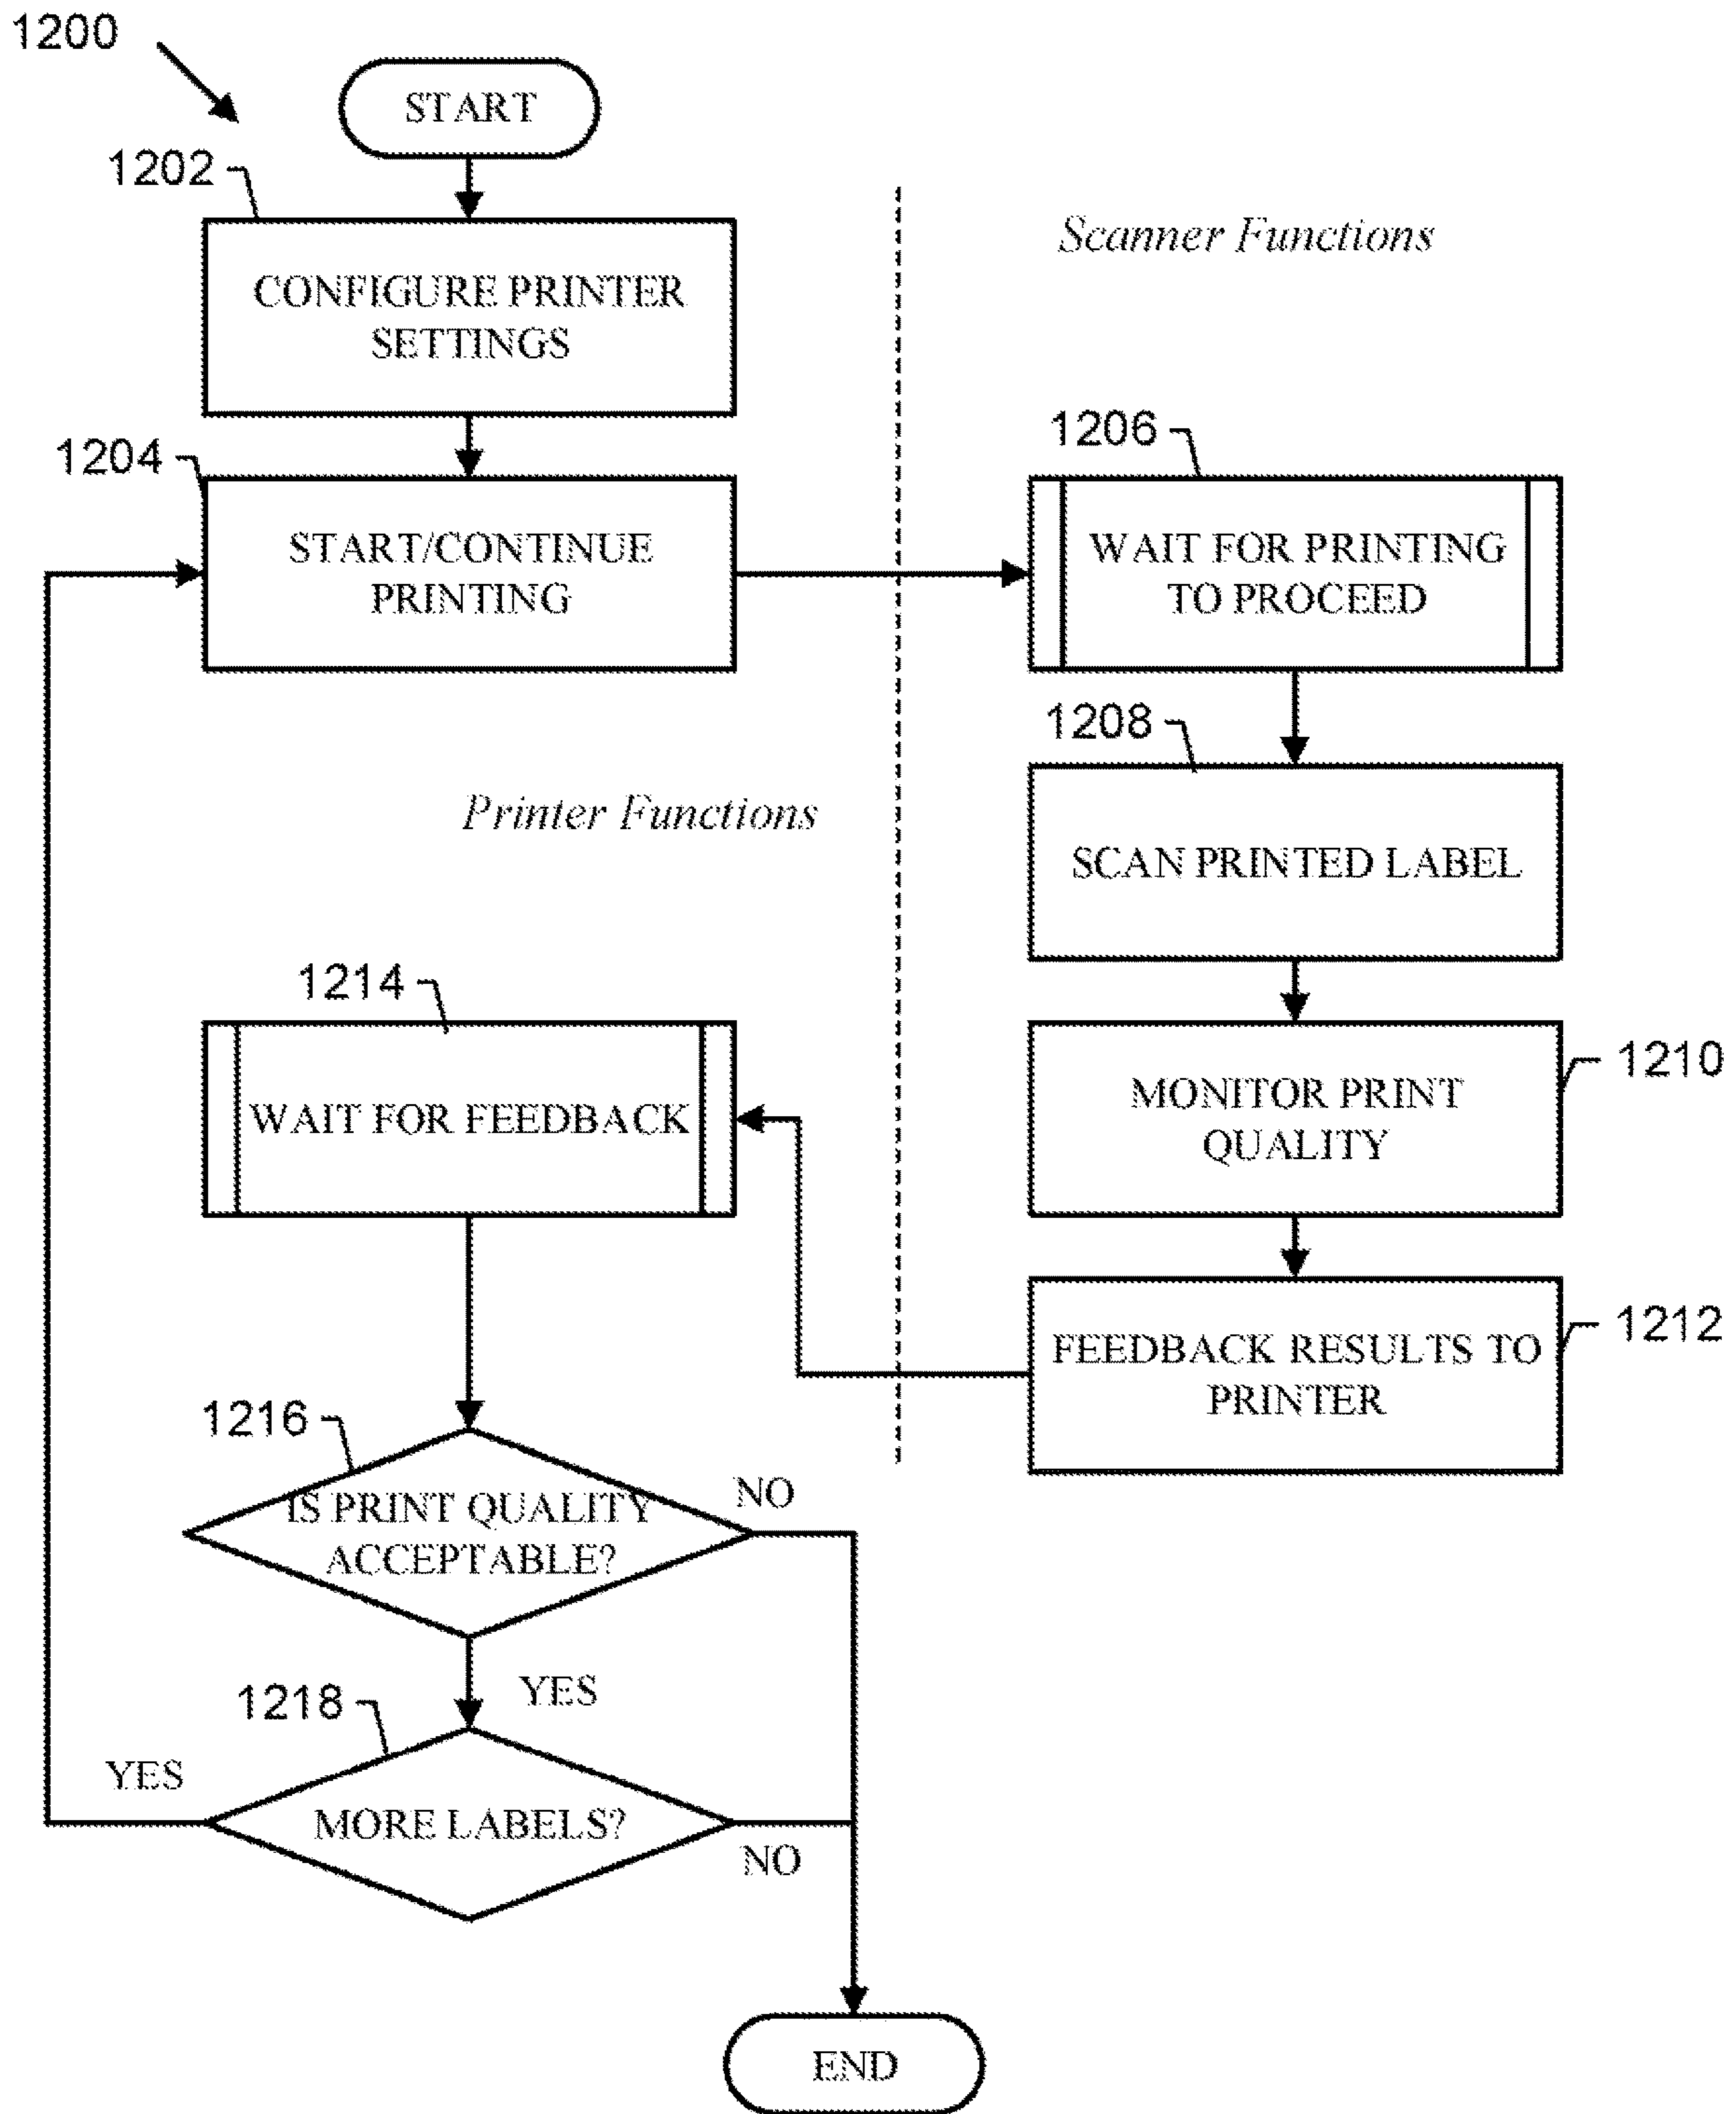 1200
START
1202
CONFIGURE PRINTER
SETTINGS
Scanner Functions
1204
START/CONTINUE
PRINTING
1206
WAIT FOR PRINTING
TO PROCEED
1208
SCAN PRINTED LABEL
Printer Functions
1210
MONITOR PRINT
QUALITY
1212
FEEDBACK RESULTS TO
PRINTER
1214
WAIT FOR FEEDBACK
1216
IS PRINT QUALITY
ACCEPTABLE?
NO
YES
1218
MORE LABELS?
YES
NO
END